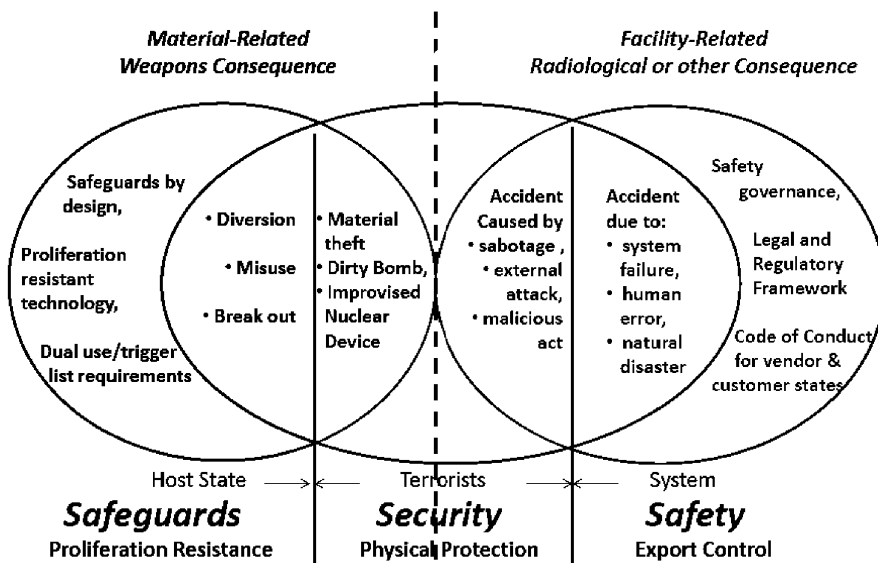 Material-Related
Weapons Consequence
Facility-Related
Radiological or other Consequence
Safeguards by
design,
Proliferation
resistant
technology,
Dual use/trigger
list requirements
• Diversion
• Misuse
• Break out
• Material
theft
• Dirty Bomb,
• Improvised
Nuclear
Device
Accident
Caused by
• sabotage ,
• external
attack,
• malicious
act
Accident
due to:
• system
failure,
• human
error,
• natural
disaster
Safety
governance,
Legal and
Regulatory
Framework
Code of Conduct
for vendor &
customer states
Host State
Terrorists
System
Safeguards
Security
Safety
Proliferation Resistance
Physical Protection
Export Control